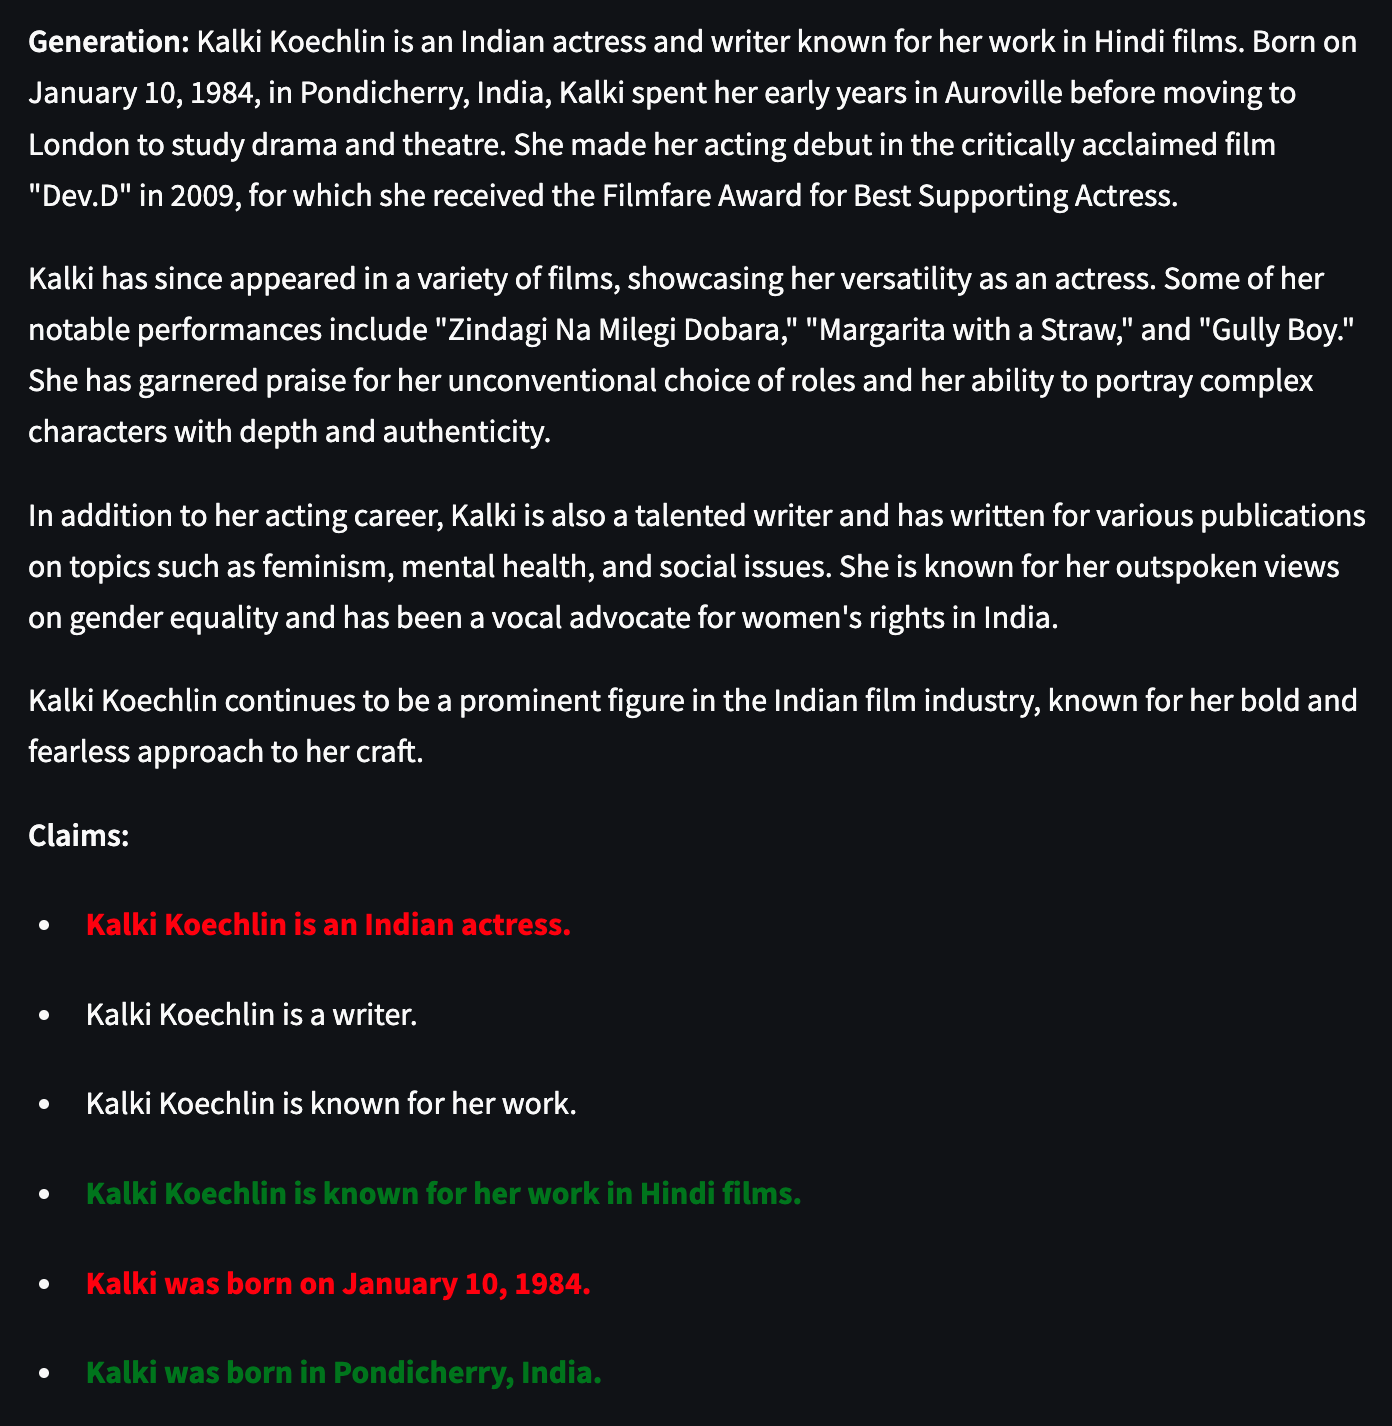 Generation: Kalki Koechlin is an Indian actress and writer known for her work in Hindi films. Born on
January 10, 1984, in Pondicherry, India, Kalki spent her early years in Auroville before moving to
London to study drama and theatre. She made her acting debut in the critically acclaimed film
"Dev.D" in 2009, for which she received the Filmfare Award for Best Supporting Actress.
Kalki has since appeared in a variety of films, showcasing her versatility as an actress. Some of her
notable performances include "Zindagi Na Milegi Dobara," "Margarita with a Straw," and "Gully Boy."
She has garnered praise for her unconventional choice of roles and her ability to portray complex
characters with depth and authenticity.
In addition to her acting career, Kalki is also a talented writer and has written for various publications
on topics such as feminism, mental health, and social issues. She is known for her outspoken views
on gender equality and has been a vocal advocate for women's rights in India.
Kalki Koechlin continues to be a prominent figure in the Indian film industry, known for her bold and
fearless approach to her craft.
Claims:
• Kalki Koechlin is an Indian actress.
• Kalki Koechlin is a writer.
• Kalki Koechlin is known for her work.
• Kalki Koechlin is known for her work in Hindi films.
• Kalki was born on January 10, 1984.
• Kalki was born in Pondicherry, India.